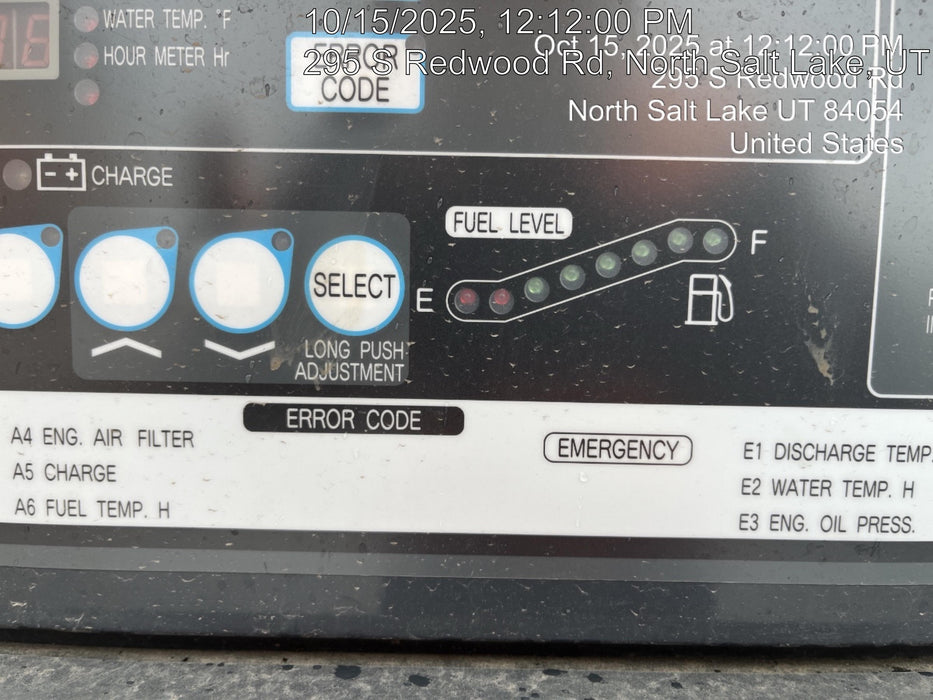 WATER TEMP. °F
HOUR METER Hr
ERROR
CODE
10/15/2025, 12:12:00 PM
295 S Redwood Rd, North Salt Lake, UT
Oct 15, 2025 at 12:12:00 PM
295 S Redwood Rd
North Salt Lake UT 84054
United States
- + CHARGE
FUEL LEVEL
E
F
SELECT
LONG PUSH
ADJUSTMENT
ERROR CODE
A4 ENG. AIR FILTER
A5 CHARGE
A6 FUEL TEMP. H
EMERGENCY
E1 DISCHARGE TEMP.
E2 WATER TEMP. H
E3 ENG. OIL PRESS.